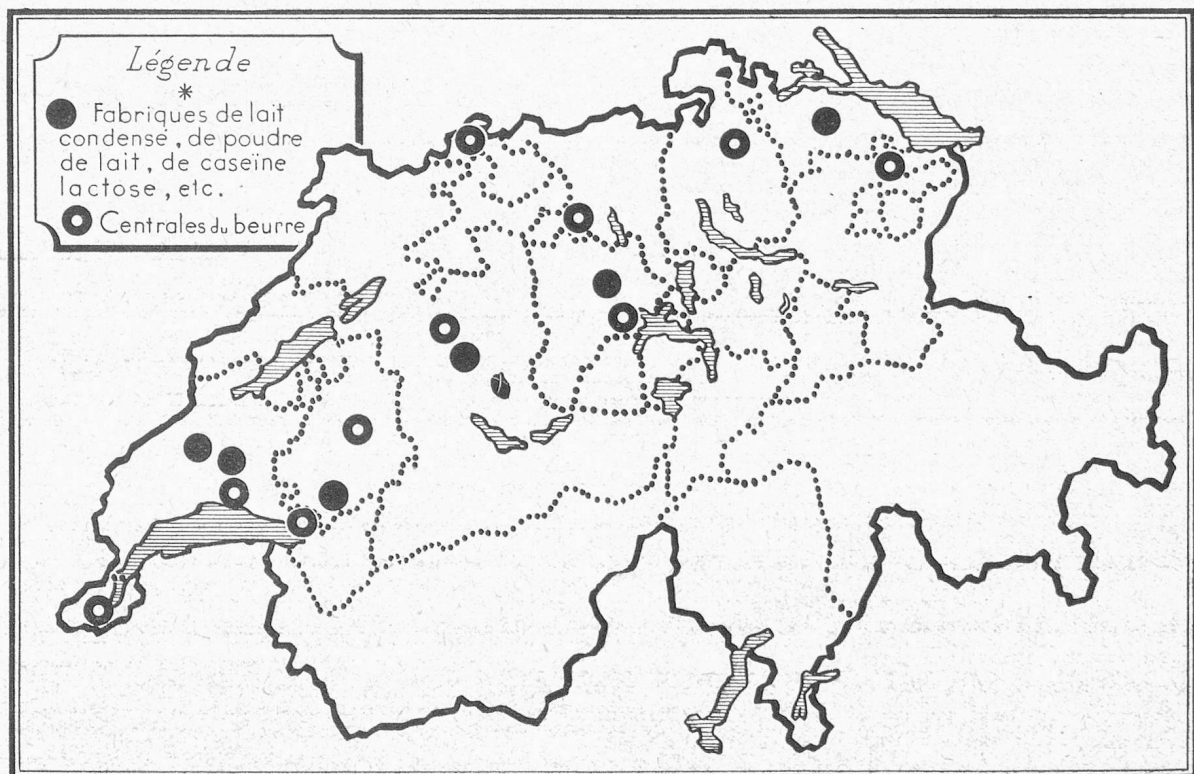 Légende
*
Fabriques de lait
condensé, de poudre
de lait, de caseïne
lactose, etc.
Centrales du beurre